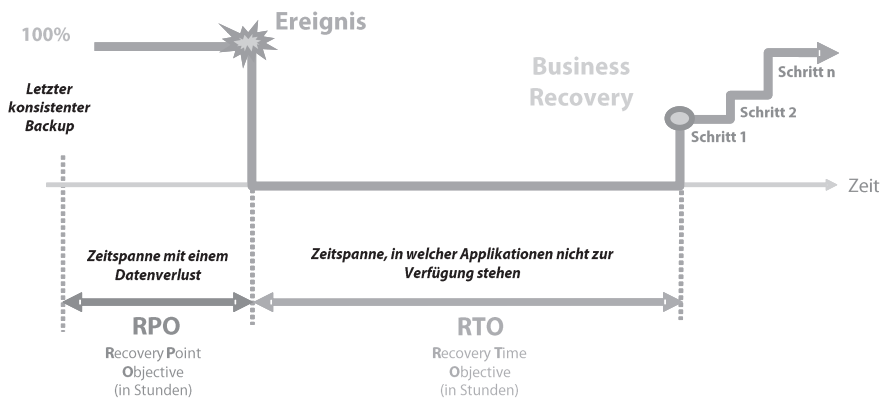 Ereignis
100%
Letzter
konsistenter
Backup
Business
Recovery
Schritt n
Schritt 2
Schritt 1
Zeit
Zeitspanne mit einem
Datenverlust
Zeitspanne, in welcher Applikationen nicht zur
Verfügung stehen
RPO
Recovery Point
Objective
(in Stunden)
RTO
Recovery Time
Objective
(in Stunden)